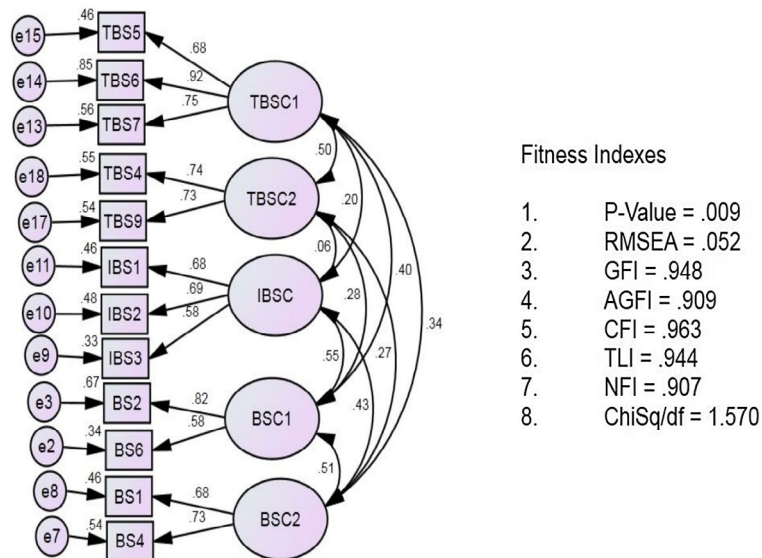 .46
e15 TBS5
.68
.85
e14 TBS6
.92
TBSC1
.75
.56
e13 TBS7
.50
.55
e18 TBS4
.74
TBSC2
.73
.20
.54
e17 TBS9
.06
.46
e11 IBS1
.68
.40
.48
e10 IBS2
.69
IBSC
.28
.58
.34
.33
e9 IBS3
.55
.27
.67
e3 BS2
.82
BSC1
.43
.58
.34
e2 BS6
.51
.46
e8 BS1
.68
BSC2
.73
.54
e7 BS4
Fitness Indexes
1. P-Value = .009
2. RMSEA = .052
3. GFI = .948
4. AGFI = .909
5. CFI = .963
6. TLI = .944
7. NFI = .907
8. ChiSq/df = 1.570